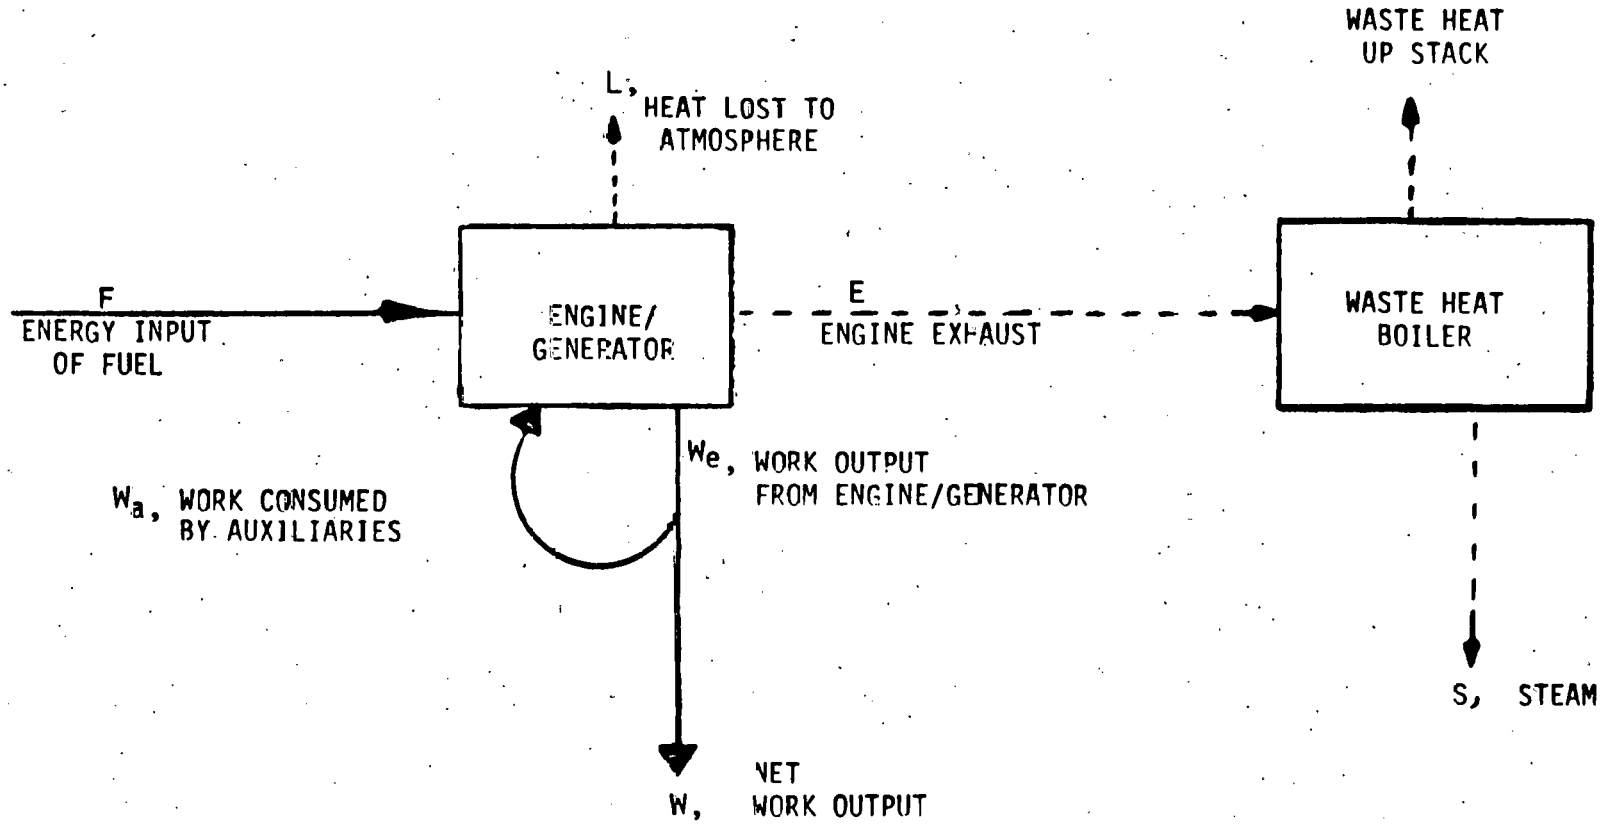 WASTE HEAT
UP STACK
L,
HEAT LOST TO
ATMOSPHERE
F
ENERGY INPUT
OF FUEL
ENGINE/
GENERATOR
E
ENGINE EXHAUST
WASTE HEAT
BOILER
We, WORK OUTPUT
FROM ENGINE/GENERATOR
Wa, WORK CONSUMED
BY AUXILIARIES
S, STEAM
NET
W, WORK OUTPUT